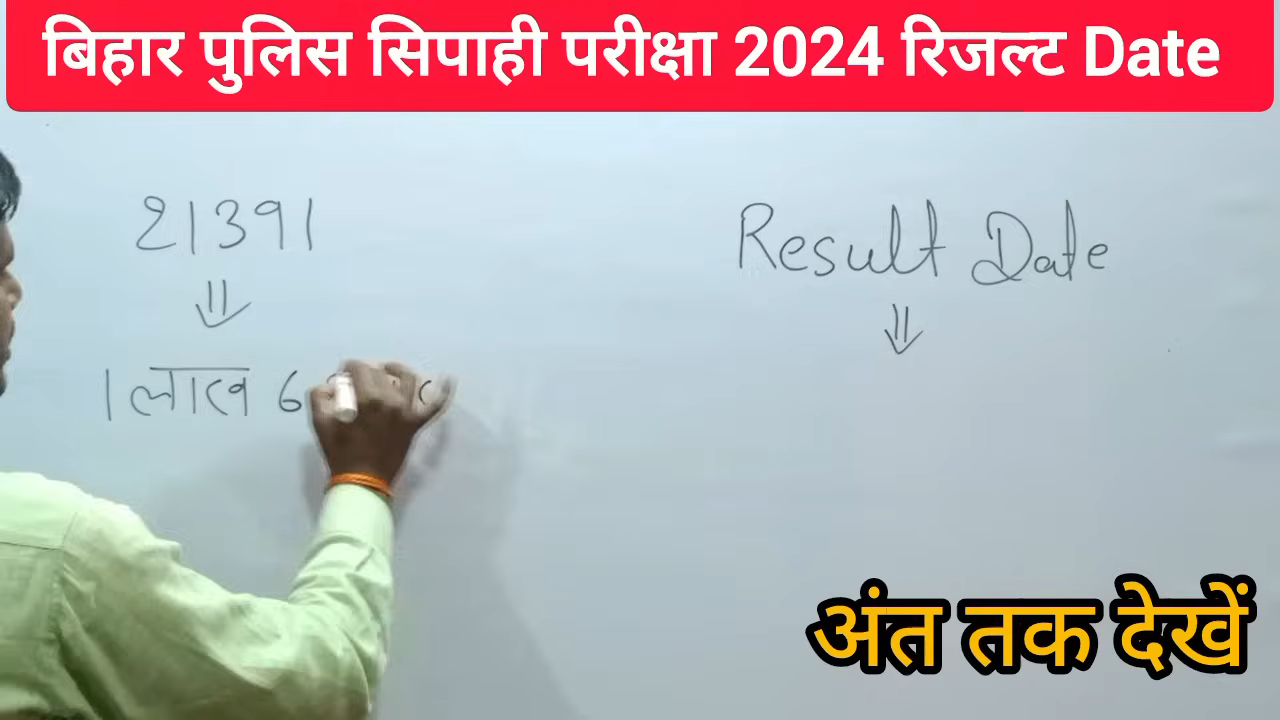 बिहार पुलिस सिपाही परीक्षा 2024 रिजल्ट Date
21391
Result Date
1 लाख 6
अंत तक देखें